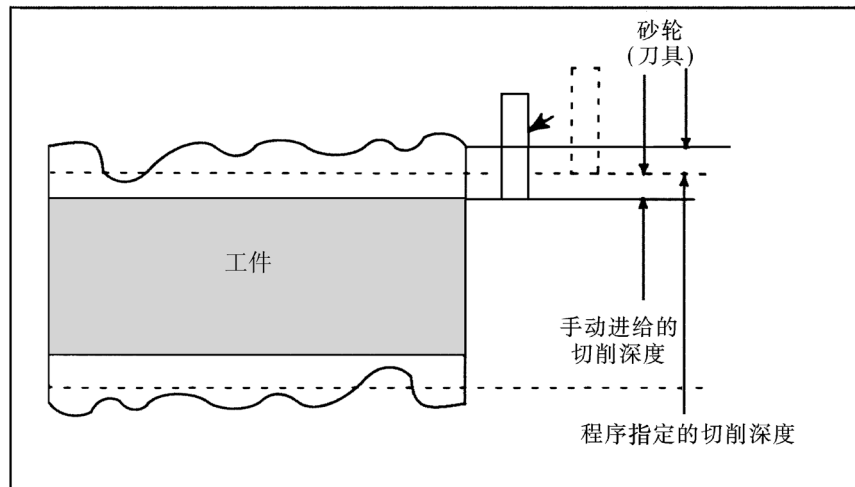 砂轮
(刀具)
工件
手动进给的
切削深度
程序指定的切削深度